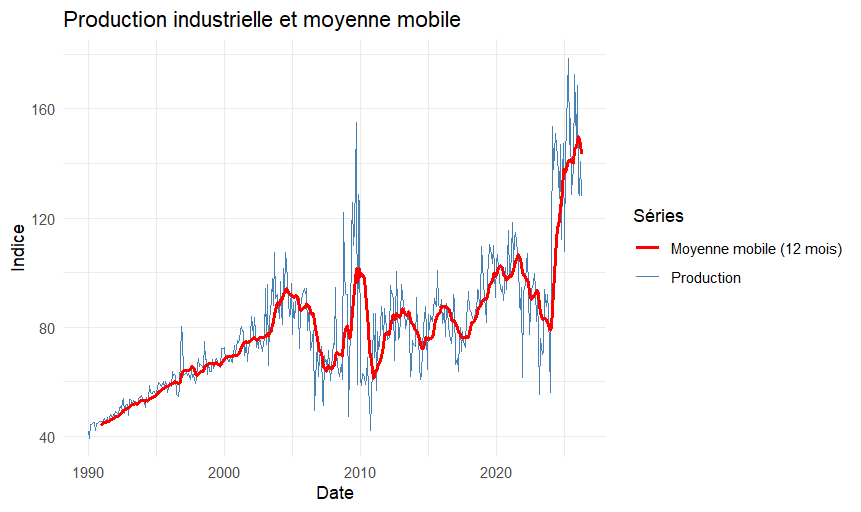 Production industrielle et moyenne mobile
160
120
80
40
Indice
1990
2000
2010
2020
Date
Séries
Moyenne mobile (12 mois)
Production